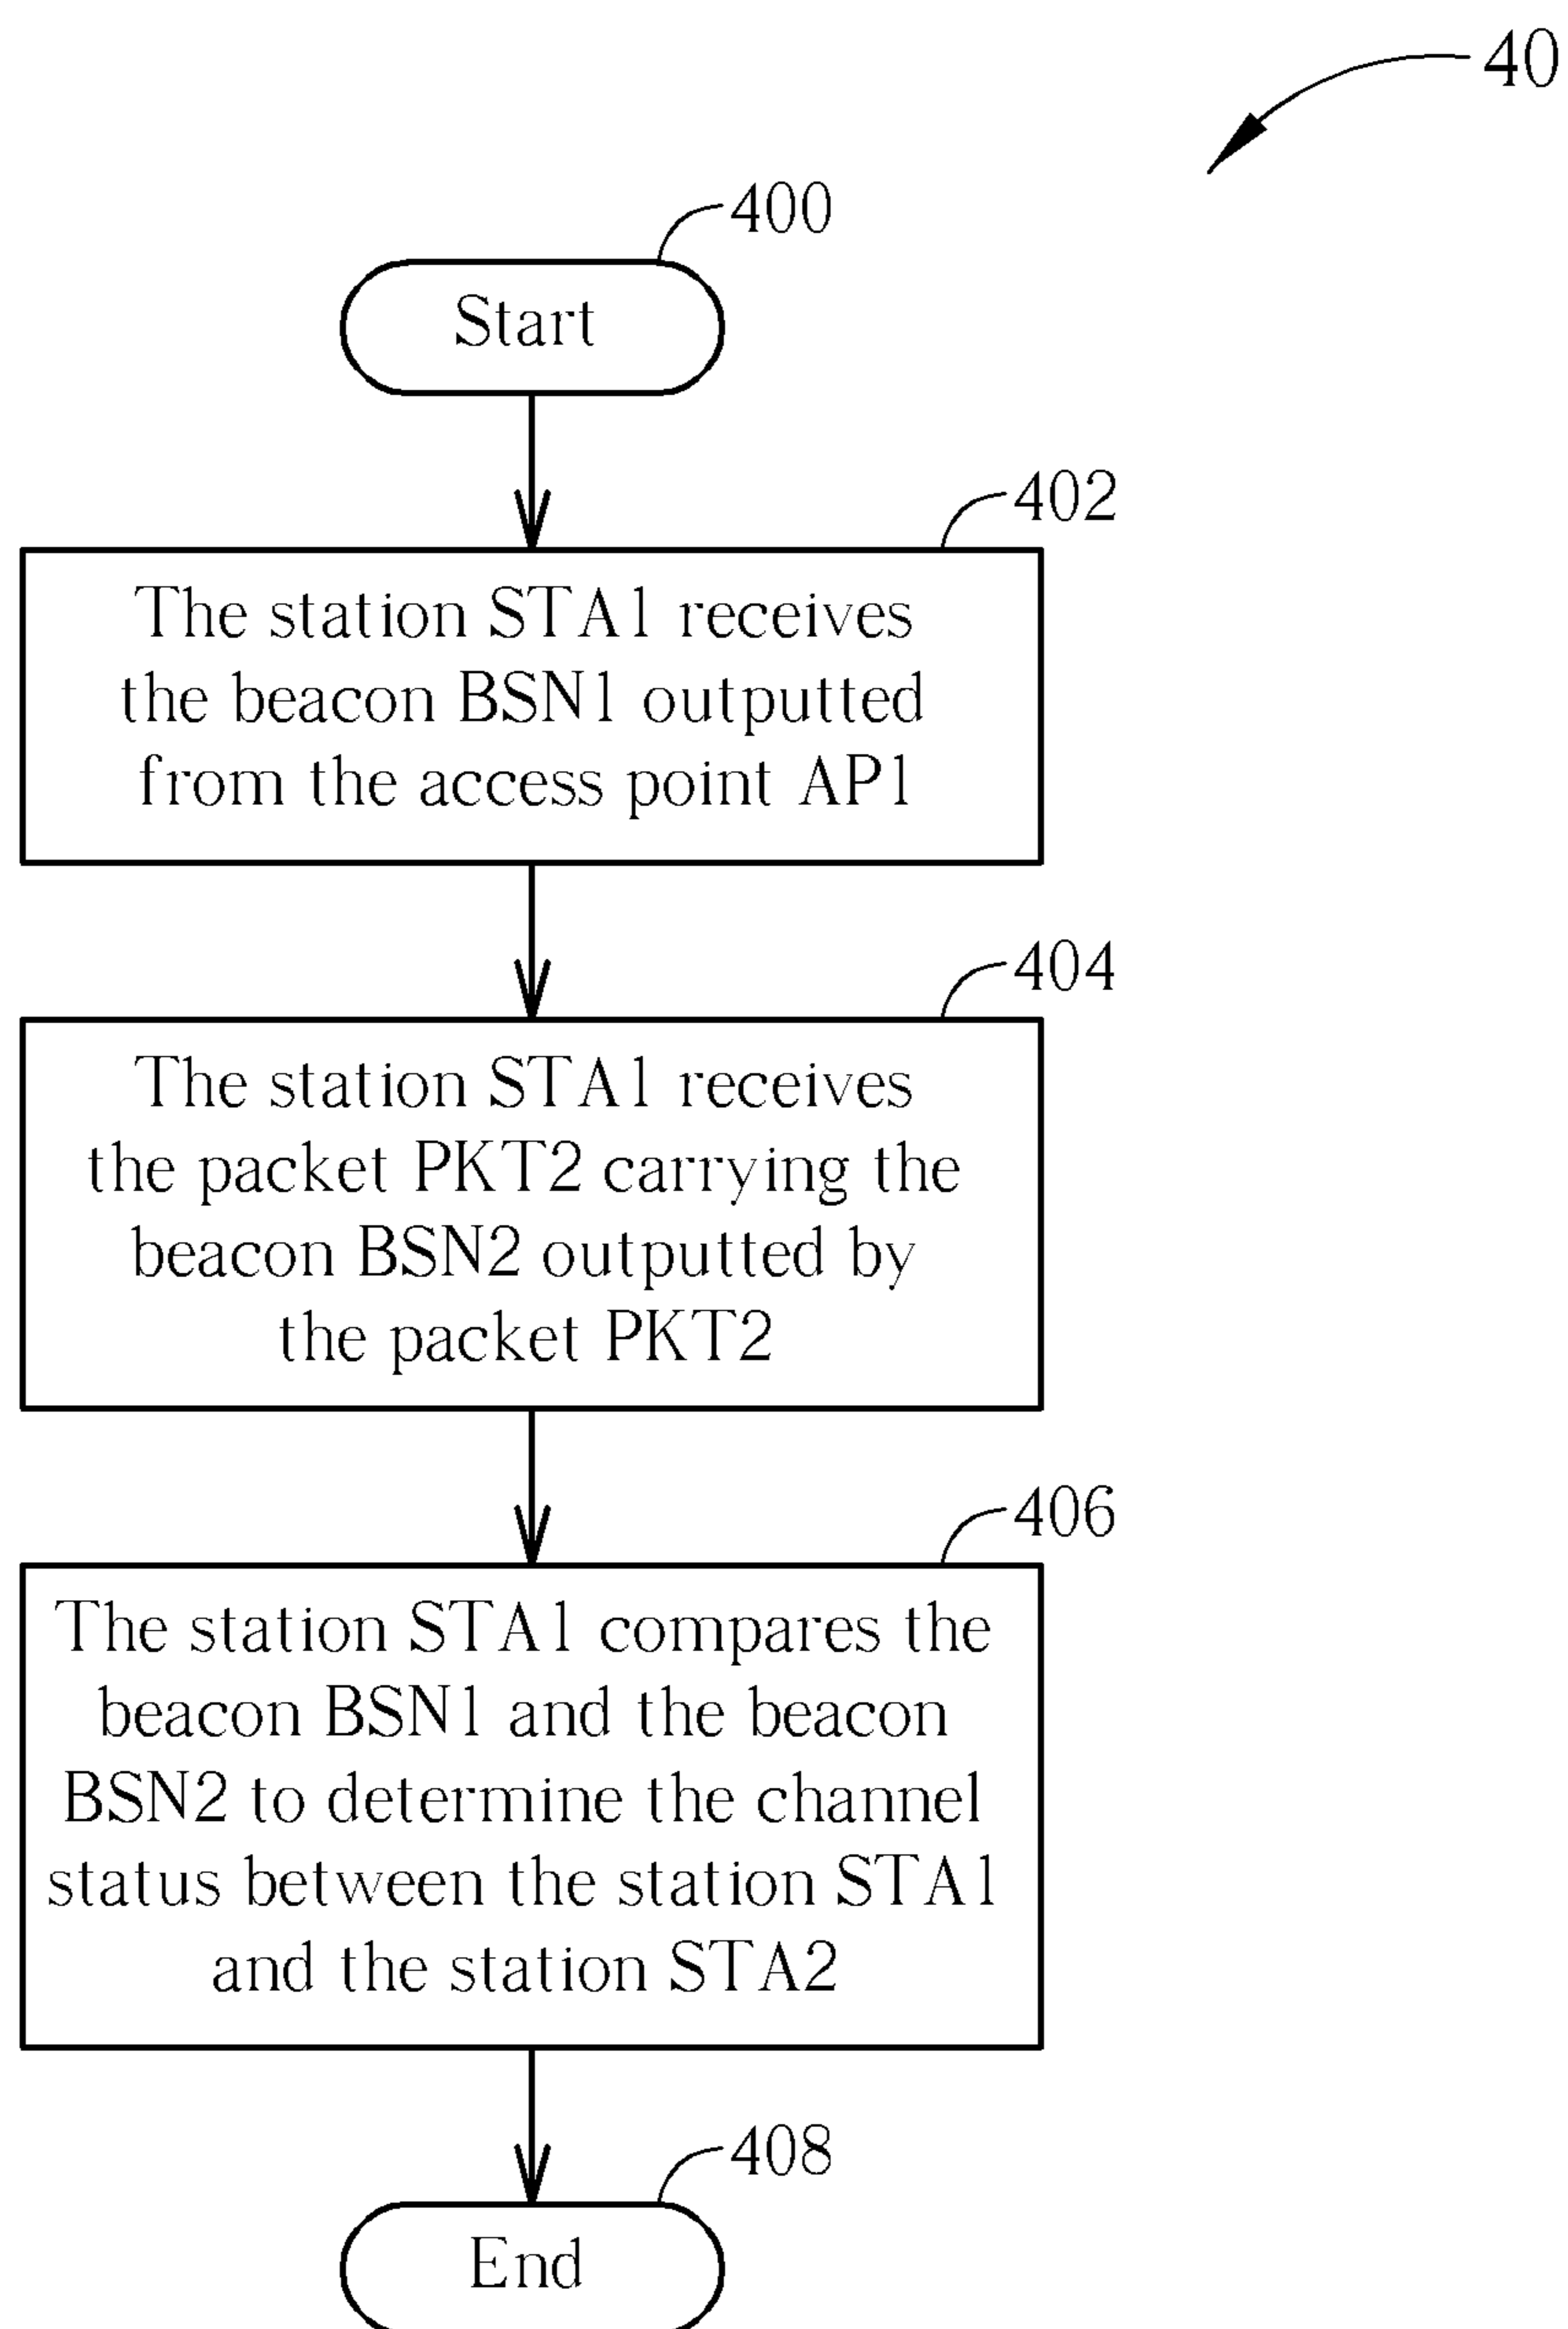 40
400
Start
402
The station STA1 receives
the beacon BSN1 outputted
from the access point AP1
404
The station STA1 receives
the packet PKT2 carrying the
beacon BSN2 outputted by
the packet PKT2
406
The station STA1 compares the
beacon BSN1 and the beacon
BSN2 to determine the channel
status between the station STA1
and the station STA2
408
End